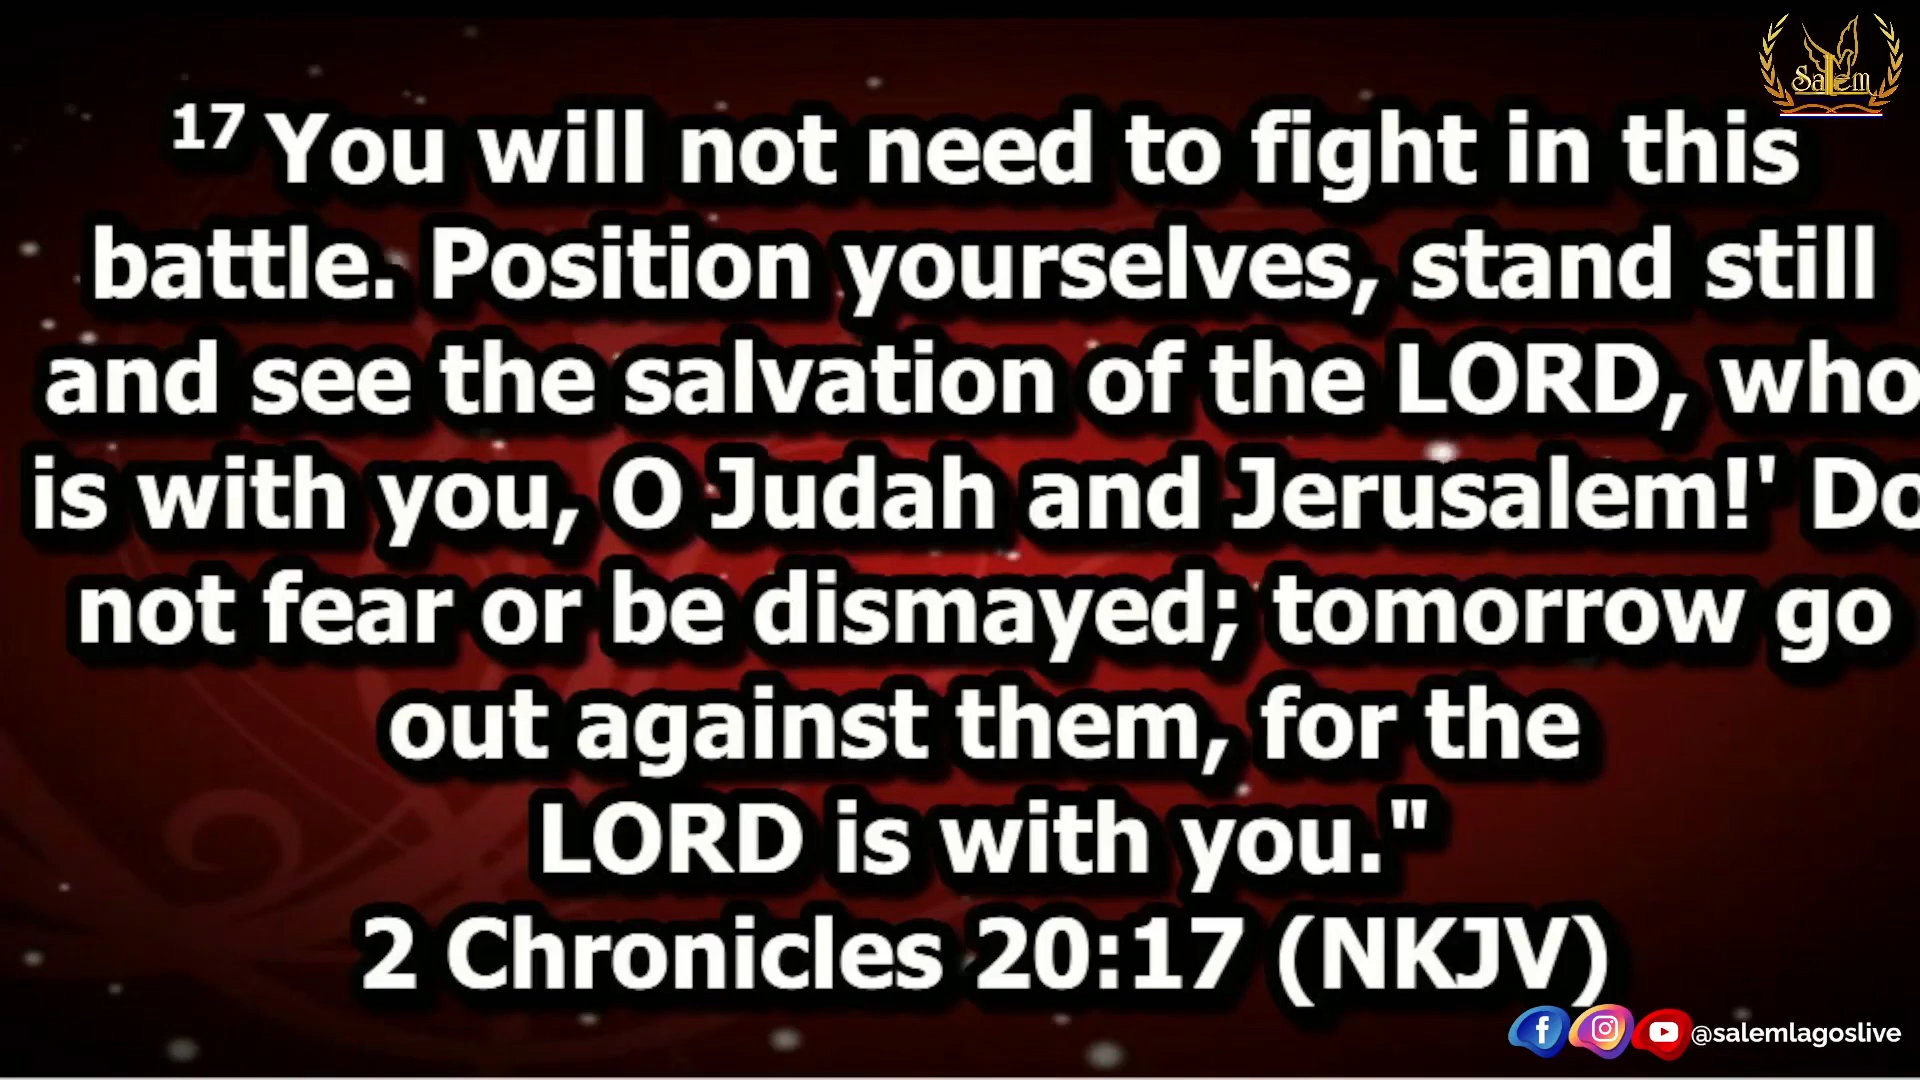 Salem
17 You will not need to fight in this
battle. Position yourselves, stand still
and see the salvation of the LORD, who
is with you, O Judah and Jerusalem!' Do
not fear or be dismayed; tomorrow go
out against them, for the
LORD is with you."
2 Chronicles 20:17 (NKJV)
@salemlagoslive